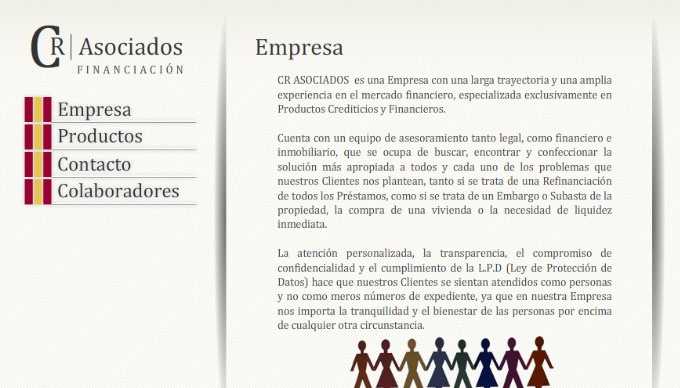 CR | Asociados
FINANCIACIÓN
Empresa
Productos
Contacto
Colaboradores
Empresa
CR ASOCIADOS es una Empresa con una larga trayectoria y una amplia
experiencia en el mercado financiero, especializada exclusivamente en
Productos Crediticios y Financieros.
Cuenta con un equipo de asesoramiento tanto legal, como financiero e
inmobiliario, que se ocupa de buscar, encontrar y confeccionar la
solución más apropiada a todos y cada uno de los problemas que
nuestros Clientes nos plantean, tanto si se trata de una Refinanciación
de todos los Préstamos, como si se trata de un Embargo o Subasta de la
propiedad, la compra de una vivienda o la necesidad de liquidez
inmediata.
La atención personalizada, la transparencia, el compromiso de
confidencialidad y el cumplimiento de la L.P.D (Ley de Protección de
Datos) hace que nuestros Clientes se sientan atendidos como personas
y no como meros números de expediente, ya que en nuestra Empresa
nos importa la tranquilidad y el bienestar de las personas por encima
de cualquier otra circunstancia.